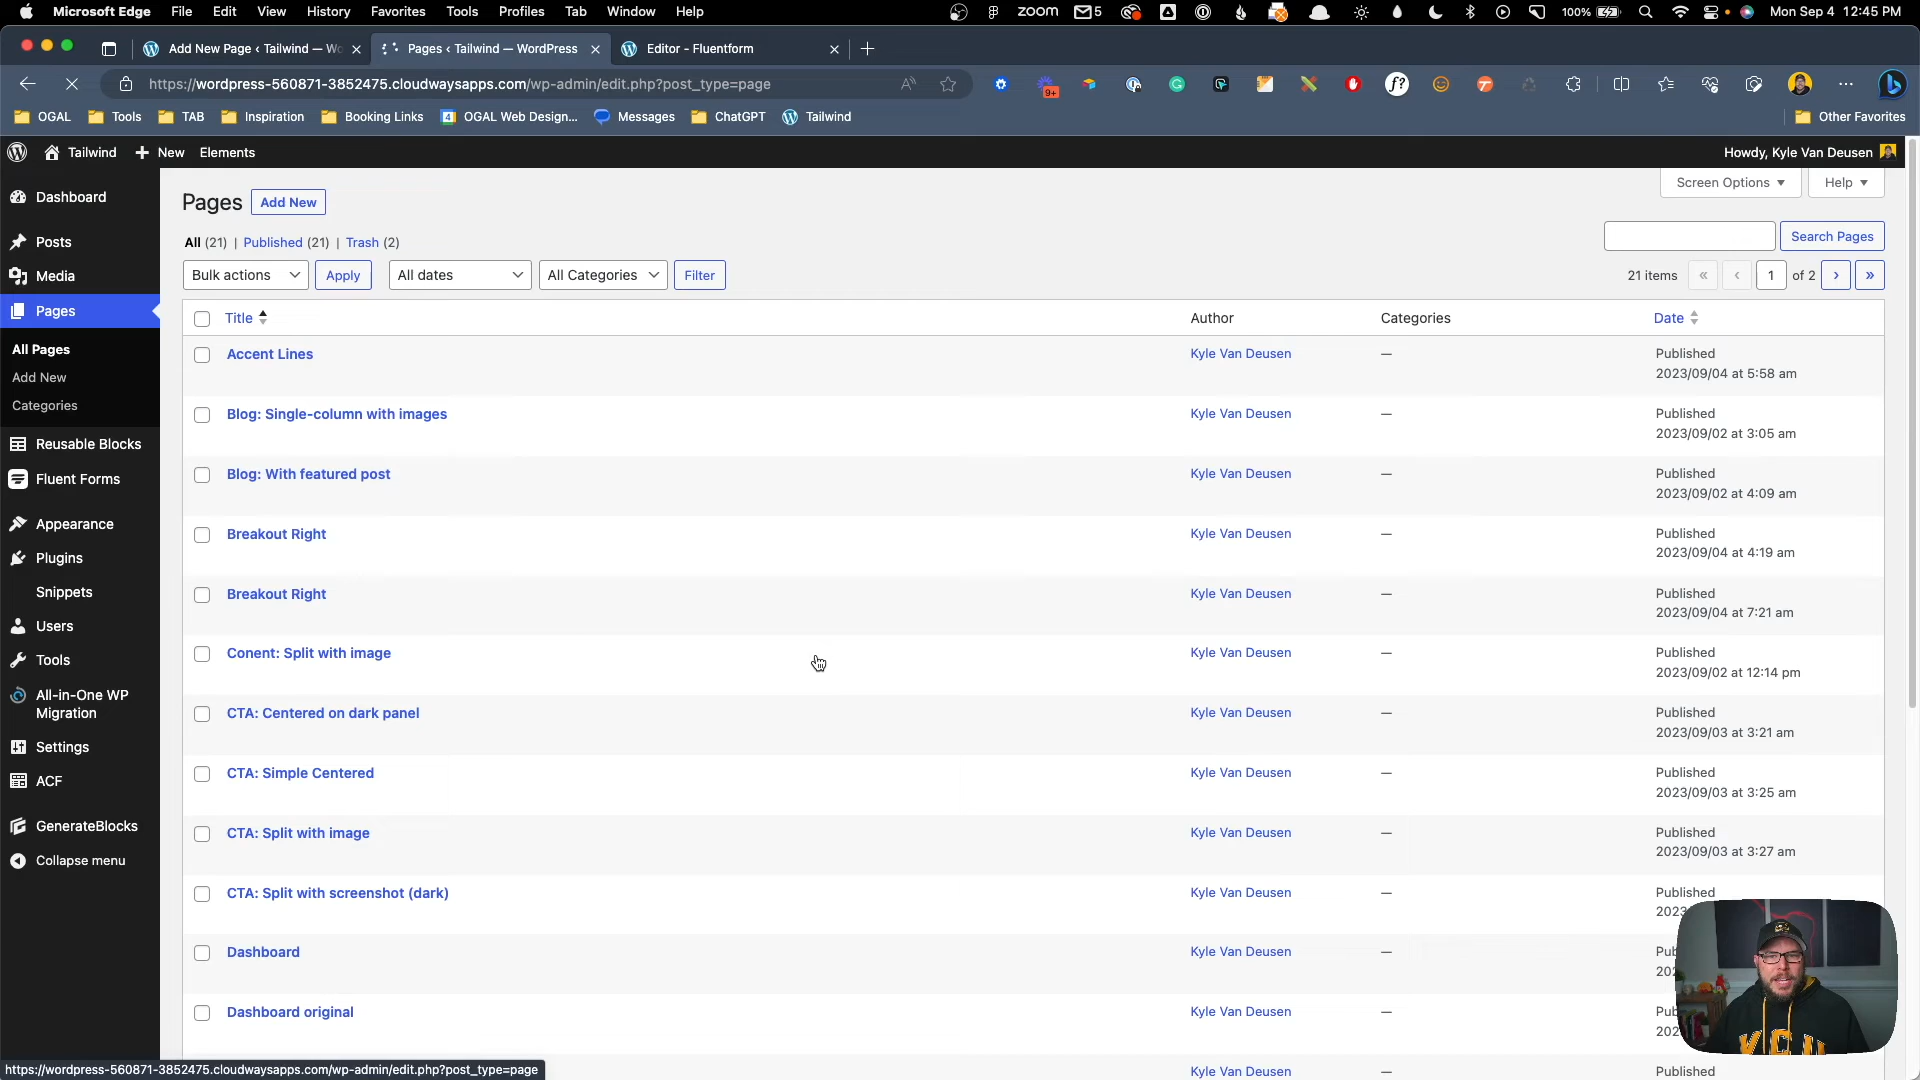 Microsoft Edge File Edit View History Favorites Tools Profiles Tab Window Help zoom 5 100% Mon Sep 4 12:45 PM
Add New Page ‹ Tailwind — Wo Pages ‹ Tailwind — WordPress Editor - Fluentform
https://wordpress-560871-3852475.cloudwaysapps.com/wp-admin/edit.php?post_type=page 9+ f?
OGAL Tools TAB Inspiration Booking Links 4 OGAL Web Design... Messages ChatGPT Tailwind Other Favorites
Tailwind New Elements Howdy, Kyle Van Deusen
Dashboard
Posts
Media
Pages
All Pages
Add New
Categories
Reusable Blocks
Fluent Forms
Appearance
Plugins
Snippets
Users
Tools
All-in-One WP
Migration
Settings
ACF
GenerateBlocks
Collapse menu
Screen Options Help
Pages Add New
All (21) | Published (21) | Trash (2)
Search Pages
Bulk actions Apply All dates All Categories Filter 21 items « ‹ 1 of 2 › »
Title Author Categories Date
Accent Lines Kyle Van Deusen — Published
2023/09/04 at 5:58 am
Blog: Single-column with images Kyle Van Deusen — Published
2023/09/02 at 3:05 am
Blog: With featured post Kyle Van Deusen — Published
2023/09/02 at 4:09 am
Breakout Right Kyle Van Deusen — Published
2023/09/04 at 4:19 am
Breakout Right Kyle Van Deusen — Published
2023/09/04 at 7:21 am
Conent: Split with image Kyle Van Deusen — Published
2023/09/02 at 12:14 pm
CTA: Centered on dark panel Kyle Van Deusen — Published
2023/09/03 at 3:21 am
CTA: Simple Centered Kyle Van Deusen — Published
2023/09/03 at 3:25 am
CTA: Split with image Kyle Van Deusen — Published
2023/09/03 at 3:27 am
CTA: Split with screenshot (dark) Kyle Van Deusen — Published
2023
Dashboard Kyle Van Deusen — Pub
202
Dashboard original Kyle Van Deusen — Pub
202
Kyle Van Deusen — Published
https://wordpress-560871-3852475.cloudwaysapps.com/wp-admin/edit.php?post_type=page